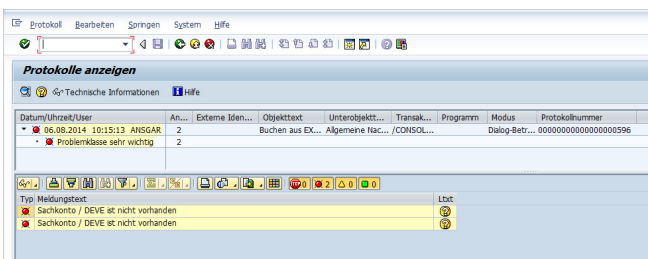 Protokoll Bearbeiten Springen System Hilfe
Protokolle anzeigen
Technische Informationen Hilfe
Datum/Uhrzeit/User An... Externe Iden... Objekttext Unterobjektt... Transak... Programm Modus Protokollnummer
06.08.2014 10:15:13 ANSGAR 2 Buchen aus EX... Allgemeine Nac... /CONSOL... Dialog-Betr... 00000000000000000596
Problemklasse sehr wichtig 2
0 2 0 0
Typ Meldungstext Ltxt
Sachkonto / DEVE ist nicht vorhanden
Sachkonto / DEVE ist nicht vorhanden